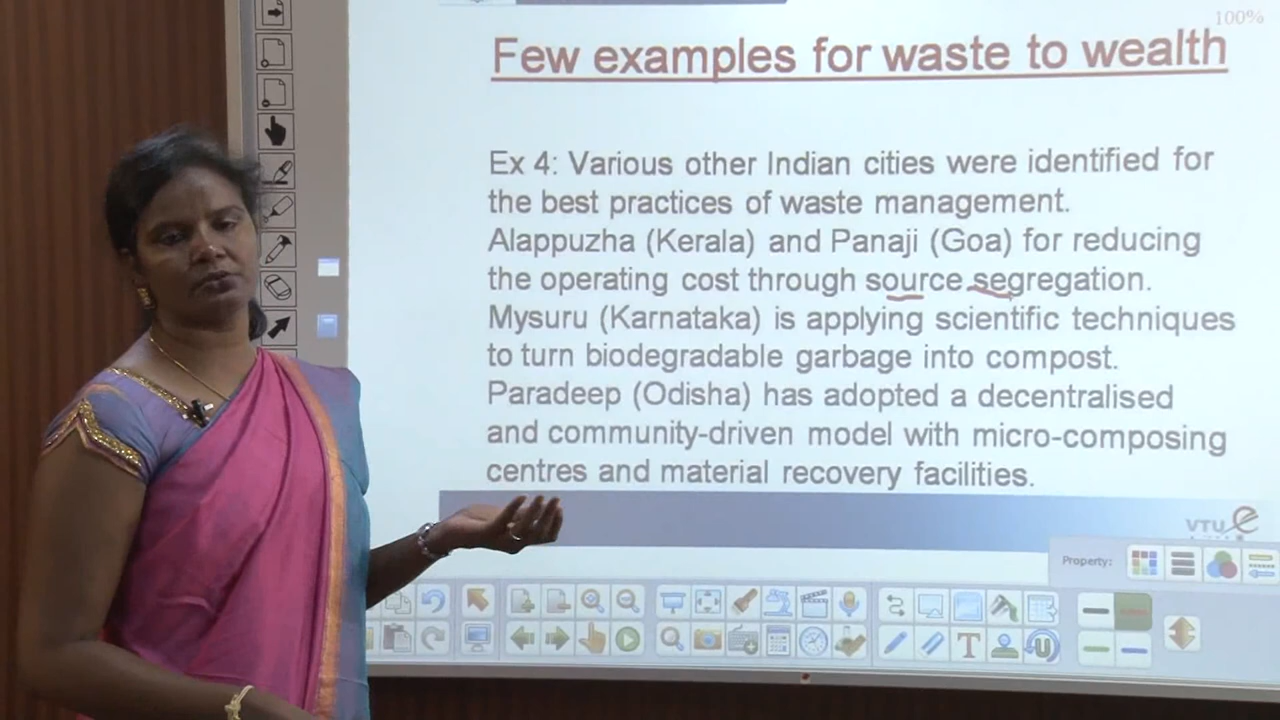 100%
Few examples for waste to wealth
Ex 4: Various other Indian cities were identified for
the best practices of waste management.
Alappuzha (Kerala) and Panaji (Goa) for reducing
the operating cost through source segregation.
Mysuru (Karnataka) is applying scientific techniques
to turn biodegradable garbage into compost.
Paradeep (Odisha) has adopted a decentralised
and community-driven model with micro-composing
centres and material recovery facilities.
VTU e
Property:
T